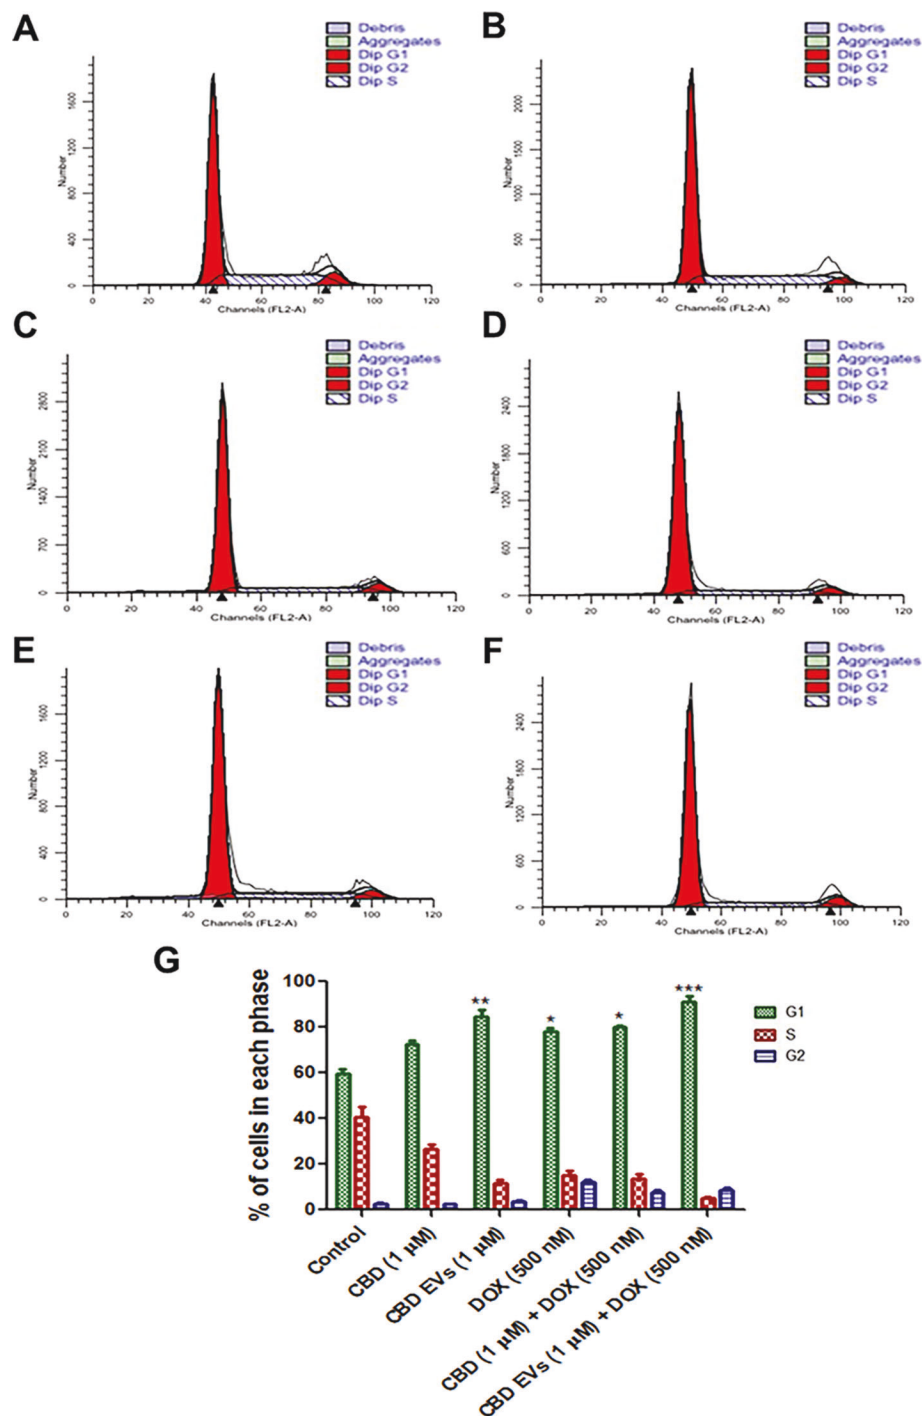 A
Debris
Aggregates
Dip G1
Dip G2
Dip S
Number
1600
1200
800
400
0
0 20 40 60 80 100 120
Channels (FL2-A)
B
Debris
Aggregates
Dip G1
Dip G2
Dip S
Number
2000
1500
1000
500
0
0 20 40 60 80 100 120
Channels (FL2-A)
C
Debris
Aggregates
Dip G1
Dip G2
Dip S
Number
2800
2100
1400
700
0
0 20 40 60 80 100 120
Channels (FL2-A)
D
Debris
Aggregates
Dip G1
Dip G2
Dip S
Number
2400
1800
1200
600
0
0 20 40 60 80 100 120
Channels (FL2-A)
E
Debris
Aggregates
Dip G1
Dip G2
Dip S
Number
1600
1200
800
400
0
0 20 40 60 80 100 120
Channels (FL2-A)
F
Debris
Aggregates
Dip G1
Dip G2
Dip S
Number
2400
1800
1200
600
0
0 20 40 60 80 100 120
Channels (FL2-A)
G
% of cells in each phase
100
80
60
40
20
0
** * * ***
G1
S
G2
Control
CBD (1 µM)
CBD EVs (1 µM)
DOX (500 nM)
CBD (1 µM) + DOX (500 nM)
CBD EVs (1 µM) + DOX (500 nM)